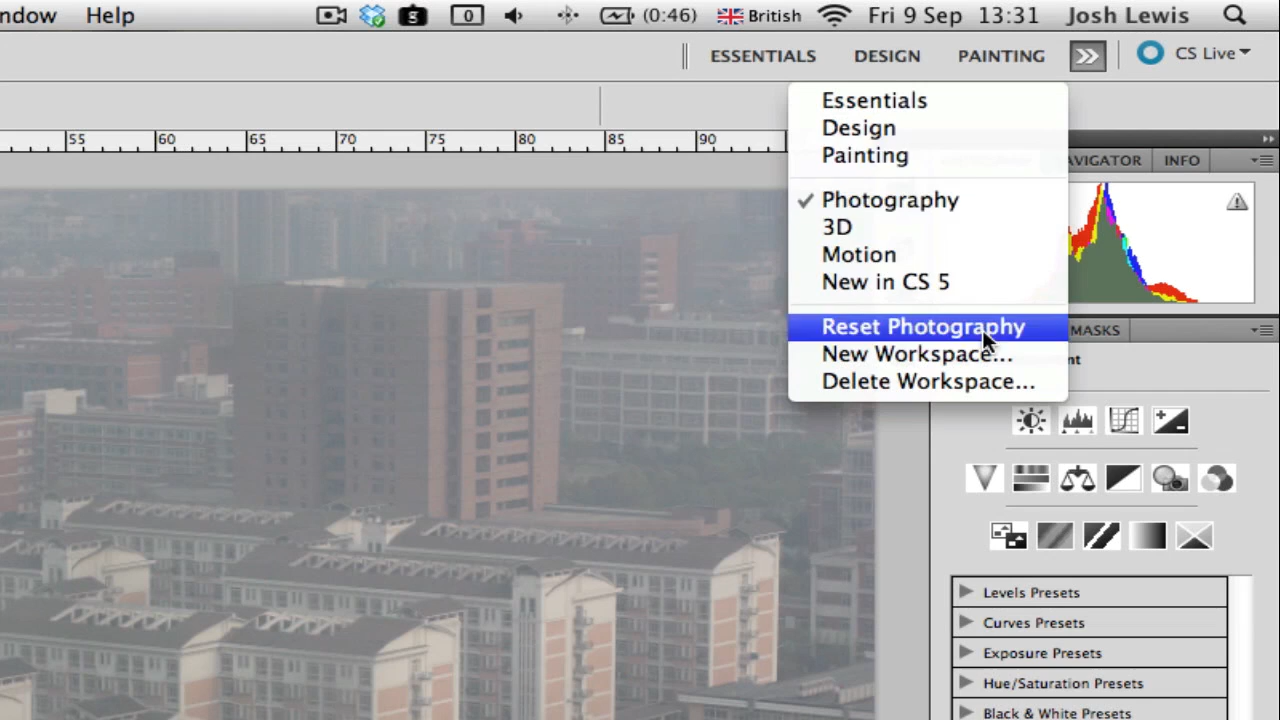 ndow Help 0 (0:46) British Fri 9 Sep 13:31 Josh Lewis
ESSENTIALS DESIGN PAINTING CS Live
55 60 65 70 75 80 85 90
Essentials
Design
Painting
AVIGATOR INFO
Photography
3D
Motion
New in CS 5
Reset Photography
MASKS
New Workspace...
nt
Delete Workspace...
Levels Presets
Curves Presets
Exposure Presets
Hue/Saturation Presets
Black & White Presets